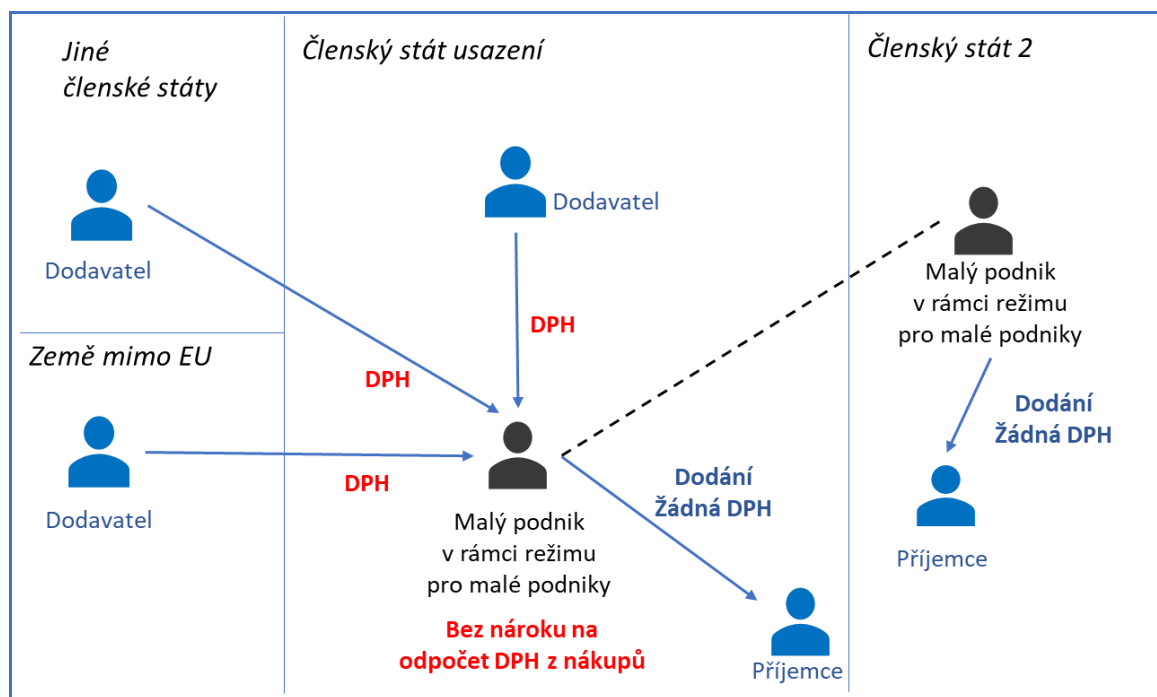 Jiné
členské státy
Dodavatel
Země mimo EU
Dodavatel
Členský stát usazení
Dodavatel
DPH
DPH
DPH
Malý podnik
v rámci režimu
pro malé podniky
Bez nároku na
odpočet DPH z nákupů
Dodání
Žádná DPH
Příjemce
Členský stát 2
Malý podnik
v rámci režimu
pro malé podniky
Dodání
Žádná DPH
Příjemce